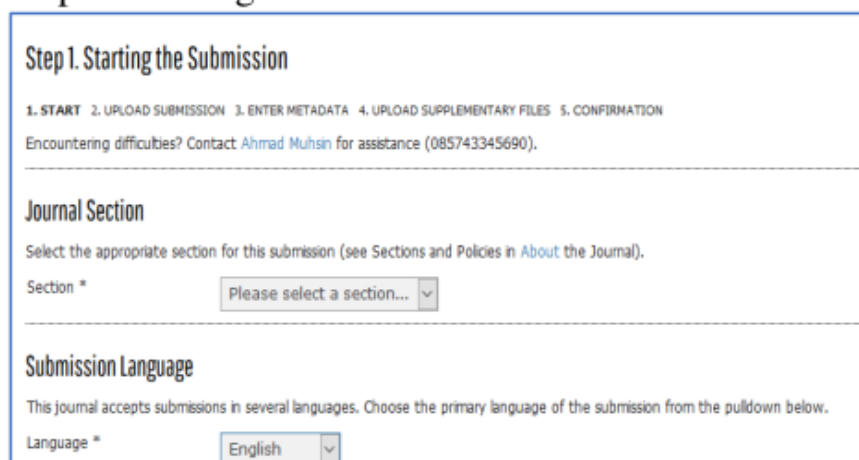 Step 1. Starting the Submission
1. START 2. UPLOAD SUBMISSION 3. ENTER METADATA 4. UPLOAD SUPPLEMENTARY FILES 5. CONFIRMATION
Encountering difficulties? Contact Ahmad Muhsin for assistance (085743345690).
Journal Section
Select the appropriate section for this submission (see Sections and Policies in About the Journal).
Section *
Please select a section...
Submission Language
This journal accepts submissions in several languages. Choose the primary language of the submission from the pulldown below.
Language *
English